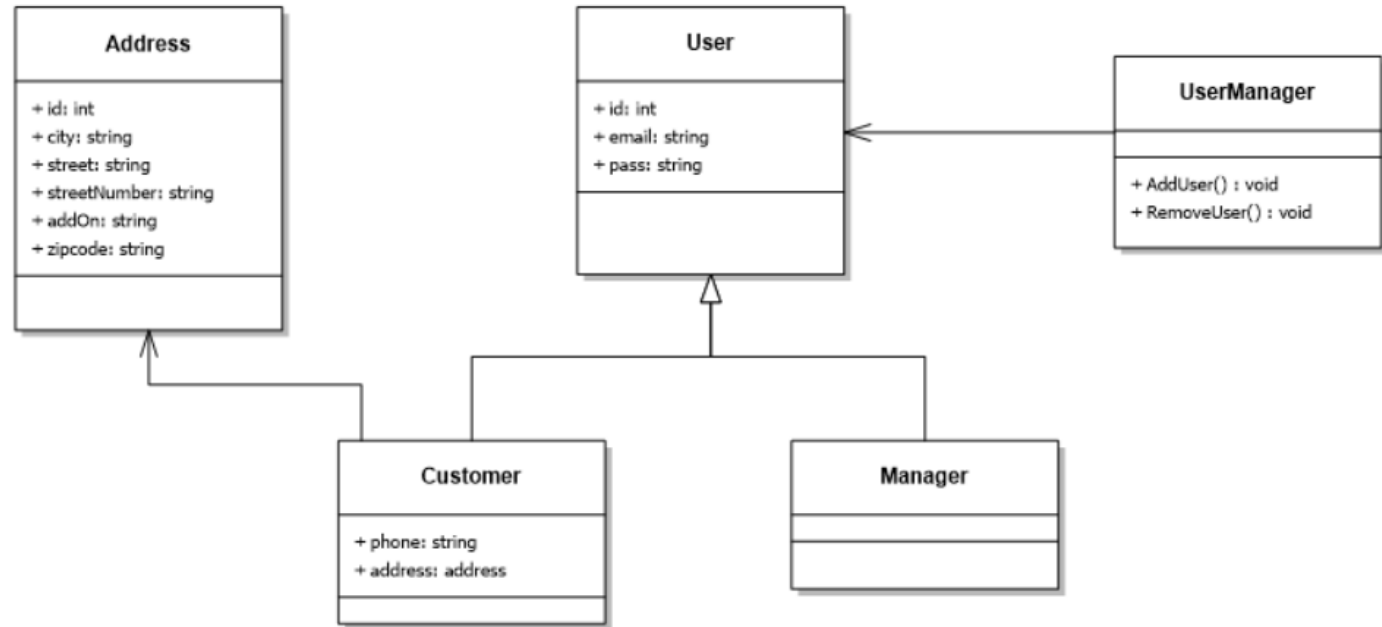 Address
+ id: int
+ city: string
+ street: string
+ streetNumber: string
+ addOn: string
+ zipcode: string
User
+ id: int
+ email: string
+ pass: string
UserManager
+ AddUser() : void
+ RemoveUser() : void
Customer
+ phone: string
+ address: address
Manager